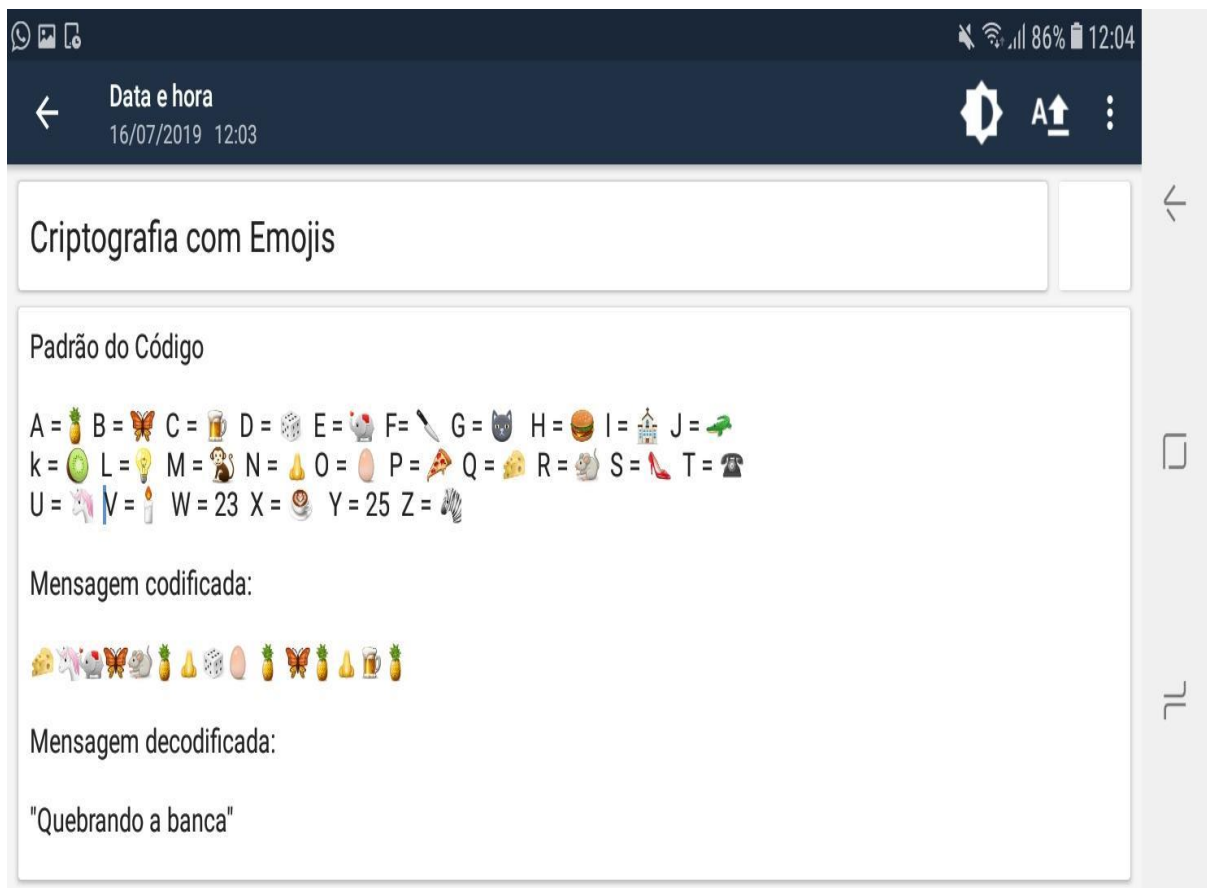 86% 12:04
Data e hora
16/07/2019 12:03
Criptografia com Emojis
Padrão do Código
A = 🍍 B = 🦋 C = 🍺 D = 🎲 E = 🐘 F= 🔪 G = 🐱 H = 🍔 I = ⛪ J = 🐊
k = 🥝 L = 💡 M = 🐒 N = 👃 O = 🥚 P = 🍕 Q = 🧀 R = 🐁 S = 👠 T = ☎
U = 🦄 V = 🕯 W = 23 X = ☕ Y = 25 Z = 🦓
Mensagem codificada:
🧀🦄🐘🦋🐁🍍👃🎲🥚 🍍 🦋🍍👃🍺🍍
Mensagem decodificada:
"Quebrando a banca"